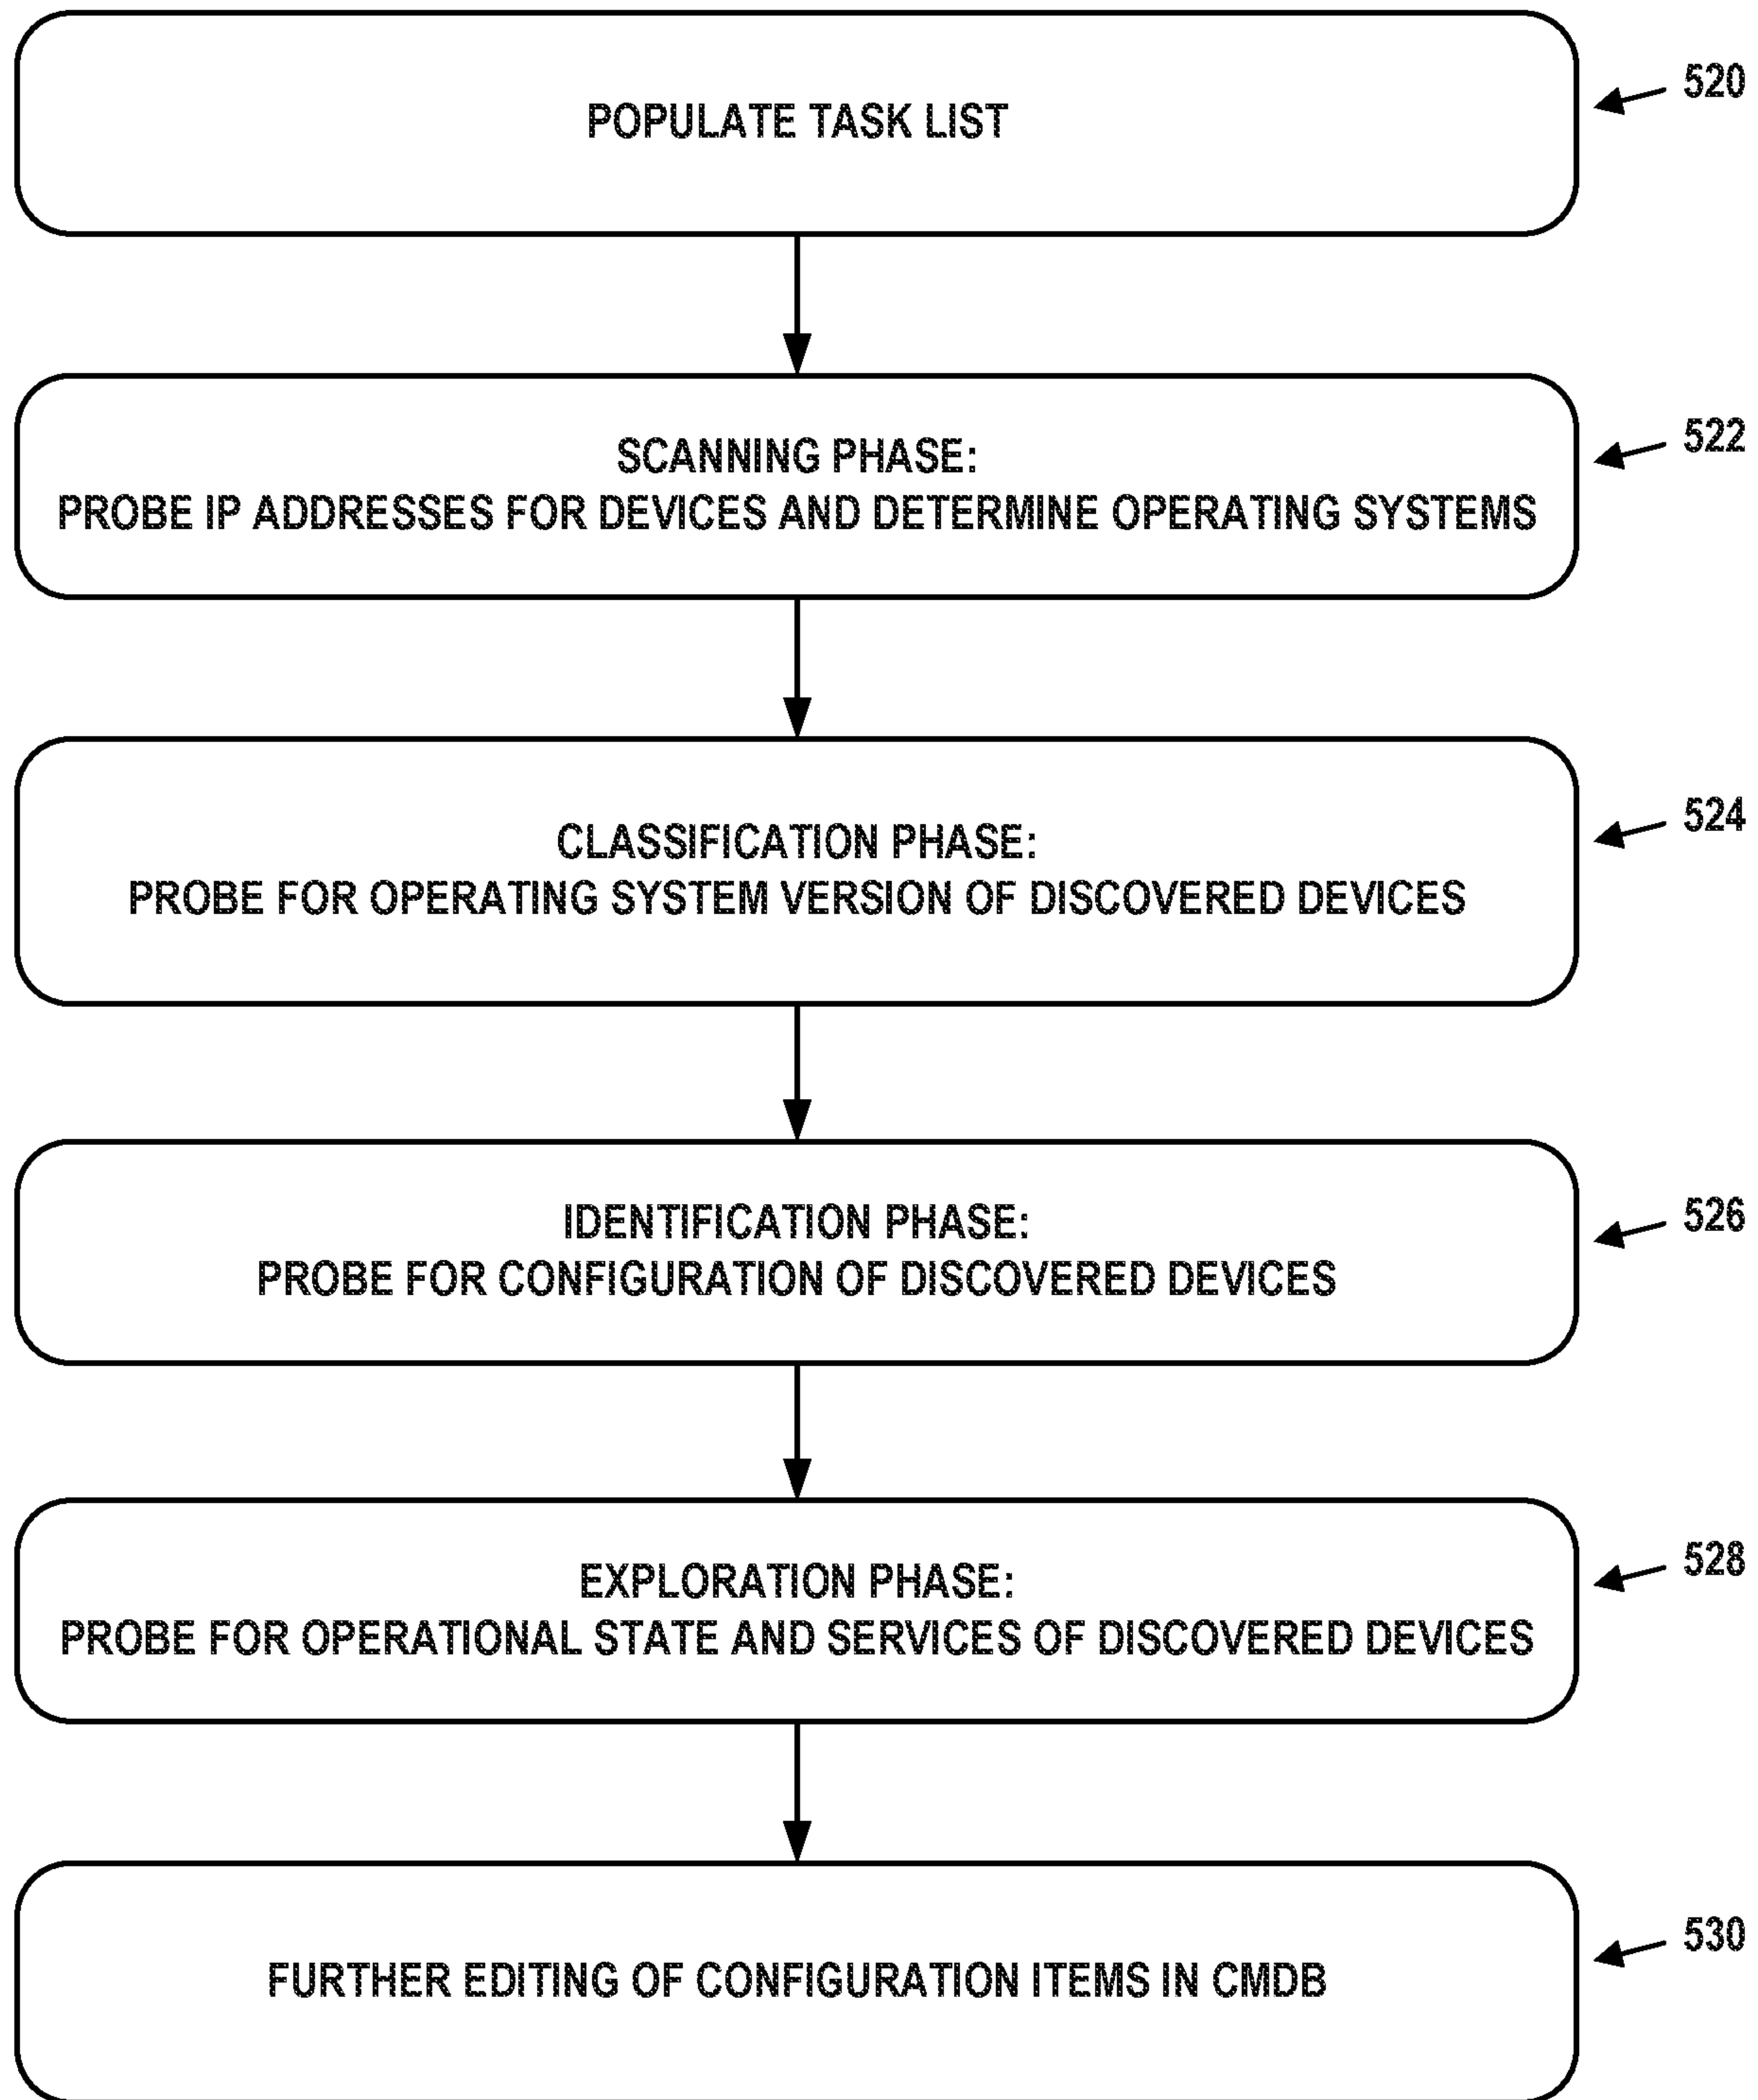 POPULATE TASK LIST
520
SCANNING PHASE:
PROBE IP ADDRESSES FOR DEVICES AND DETERMINE OPERATING SYSTEMS
522
CLASSIFICATION PHASE:
PROBE FOR OPERATING SYSTEM VERSION OF DISCOVERED DEVICES
524
IDENTIFICATION PHASE:
PROBE FOR CONFIGURATION OF DISCOVERED DEVICES
526
EXPLORATION PHASE:
PROBE FOR OPERATIONAL STATE AND SERVICES OF DISCOVERED DEVICES
528
FURTHER EDITING OF CONFIGURATION ITEMS IN CMDB
530